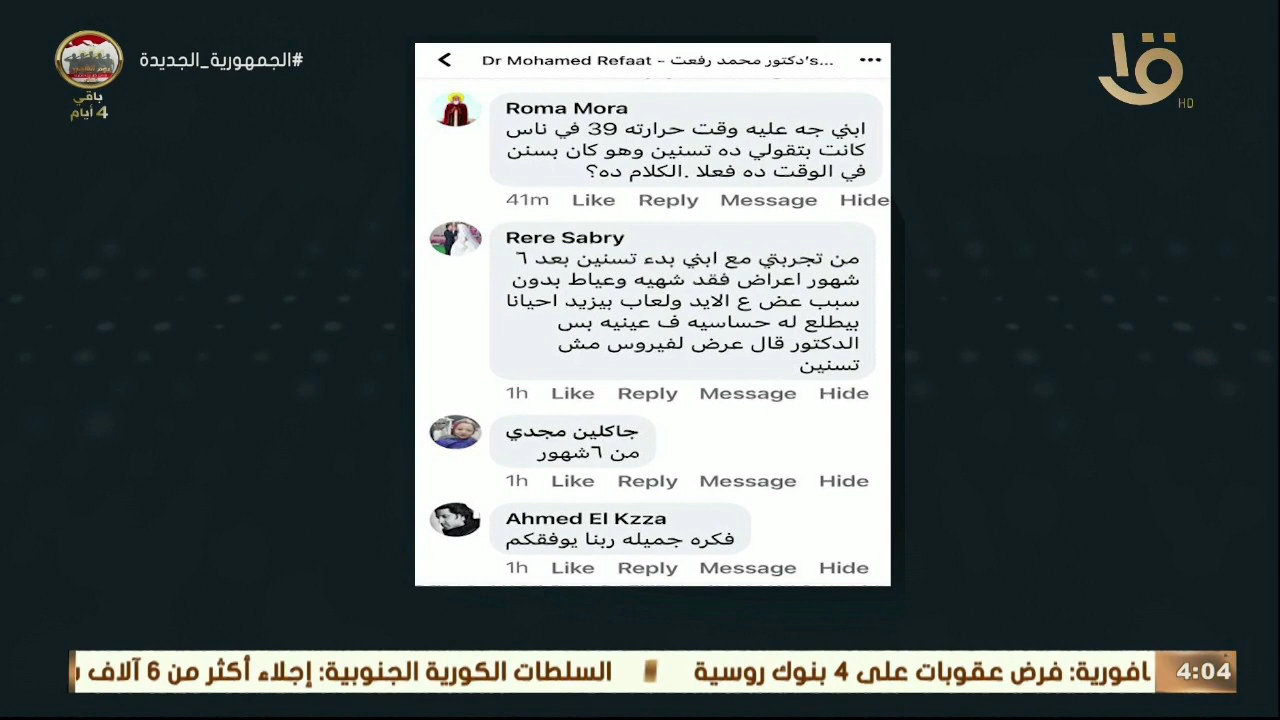 #الجمهورية_الجديدة
باقي
4 أيام
HD
Dr Mohamed Refaat - دكتور محمد رفعت's...
Roma Mora
ابني جه عليه وقت حرارته 39 في ناس
كانت بتقولي ده تسنين وهو كان بسنن
في الوقت ده فعلا .الكلام ده؟
41m Like Reply Message Hide
Rere Sabry
من تجربتي مع ابني بدء تسنين بعد ٦
شهور اعراض فقد شهيه وعياط بدون
سبب عض ع الايد ولعاب بيزيد احيانا
بيطلع له حساسيه ف عينيه بس
الدكتور قال عرض لفيروس مش
تسنين
1h Like Reply Message Hide
جاكلين مجدي
من ٦شهور
1h Like Reply Message Hide
Ahmed El Kzza
فكره جميله ربنا يوفقكم
1h Like Reply Message Hide
4:04
افورية: فرض عقوبات على 4 بنوك روسية
السلطات الكورية الجنوبية: إجلاء أكثر من 6 آلاف